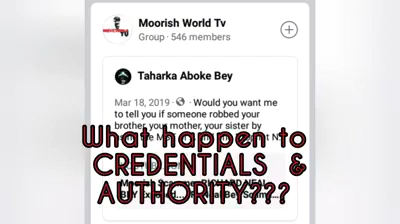 Moorish World Tv
Group · 546 members
Taharka Aboke Bey
Mar 18, 2019 · · Would you want me
to tell you if someone robbed your
brother, your mother, your sister by
What happen to
CREDENTIALS &
AUTHORITY???